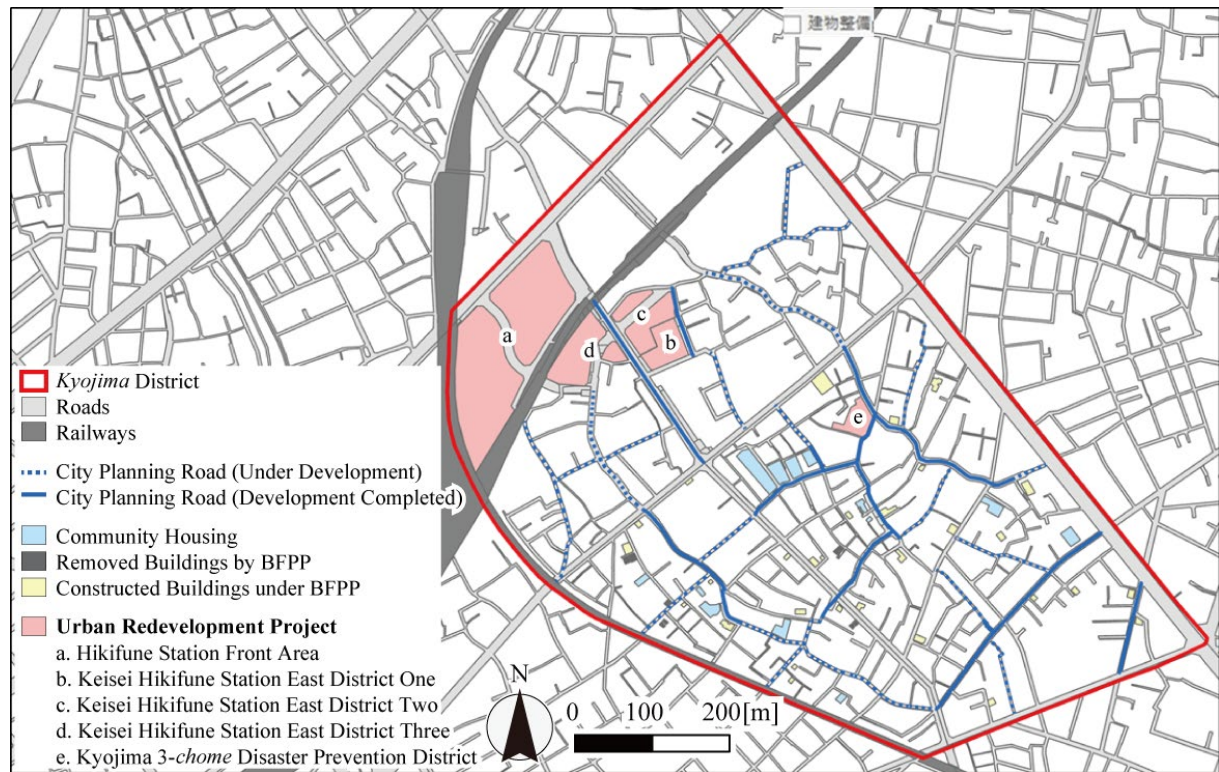 建物整備
a
c
d
b
e
Kyojima District
Roads
Railways
City Planning Road (Under Development)
City Planning Road (Development Completed)
Community Housing
Removed Buildings by BFPP
Constructed Buildings under BFPP
Urban Redevelopment Project
a. Hikifune Station Front Area
b. Keisei Hikifune Station East District One
c. Keisei Hikifune Station East District Two
d. Keisei Hikifune Station East District Three
e. Kyojima 3-chome Disaster Prevention District
N
0 100 200[m]